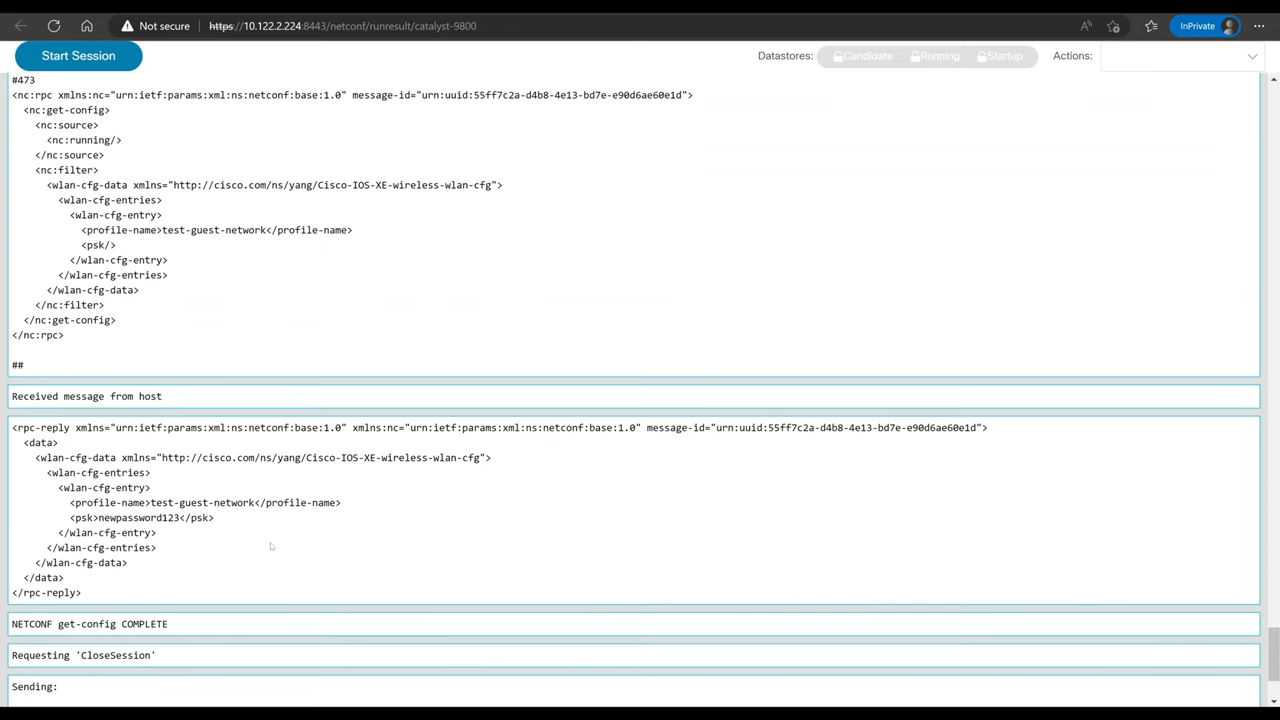 Not secure https://10.122.2.224:8443/netconf/runresult/catalyst-9800 InPrivate
Start Session Datastores: Candidate Running Startup Actions:
#473
<nc:rpc xmlns:nc="urn:ietf:params:xml:ns:netconf:base:1.0" message-id="urn:uuid:55ff7c2a-d4b8-4e13-bd7e-e90d6ae60e1d">
  <nc:get-config>
    <nc:source>
      <nc:running/>
    </nc:source>
    <nc:filter>
      <wlan-cfg-data xmlns="http://cisco.com/ns/yang/Cisco-IOS-XE-wireless-wlan-cfg">
        <wlan-cfg-entries>
          <wlan-cfg-entry>
            <profile-name>test-guest-network</profile-name>
            <psk/>
          </wlan-cfg-entry>
        </wlan-cfg-entries>
      </wlan-cfg-data>
    </nc:filter>
  </nc:get-config>
</nc:rpc>
##
Received message from host
<rpc-reply xmlns="urn:ietf:params:xml:ns:netconf:base:1.0" xmlns:nc="urn:ietf:params:xml:ns:netconf:base:1.0" message-id="urn:uuid:55ff7c2a-d4b8-4e13-bd7e-e90d6ae60e1d">
  <data>
    <wlan-cfg-data xmlns="http://cisco.com/ns/yang/Cisco-IOS-XE-wireless-wlan-cfg">
      <wlan-cfg-entries>
        <wlan-cfg-entry>
          <profile-name>test-guest-network</profile-name>
          <psk>newpassword123</psk>
        </wlan-cfg-entry>
      </wlan-cfg-entries>
    </wlan-cfg-data>
  </data>
</rpc-reply>
NETCONF get-config COMPLETE
Requesting 'CloseSession'
Sending: